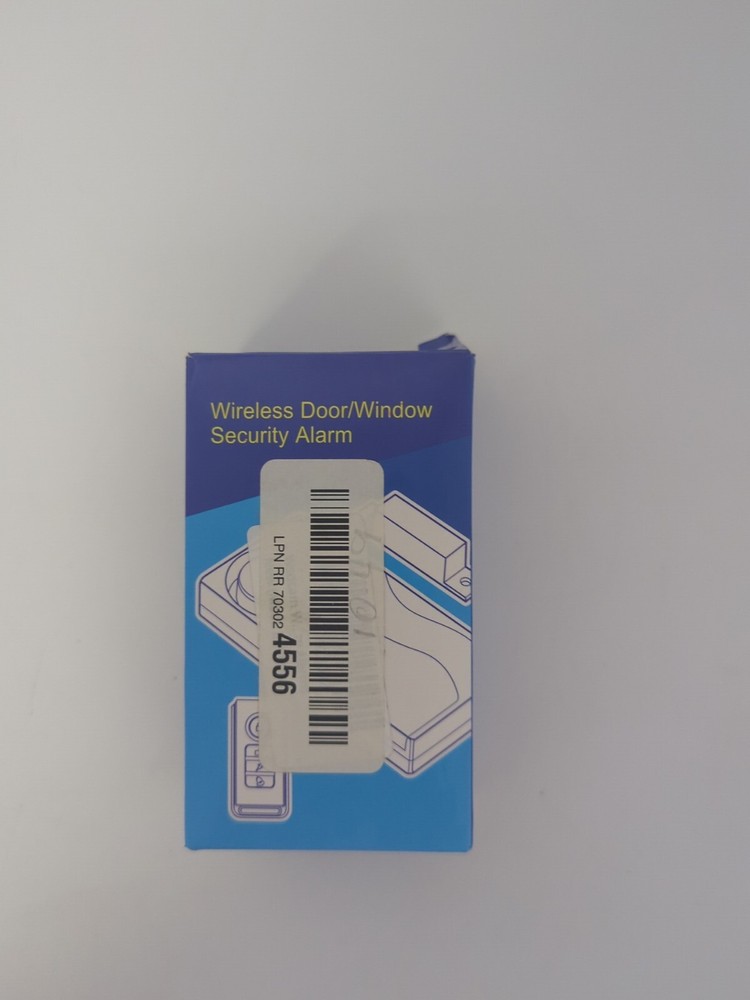 Wireless Door/Window
Security Alarm
LPN RR 70302 4556